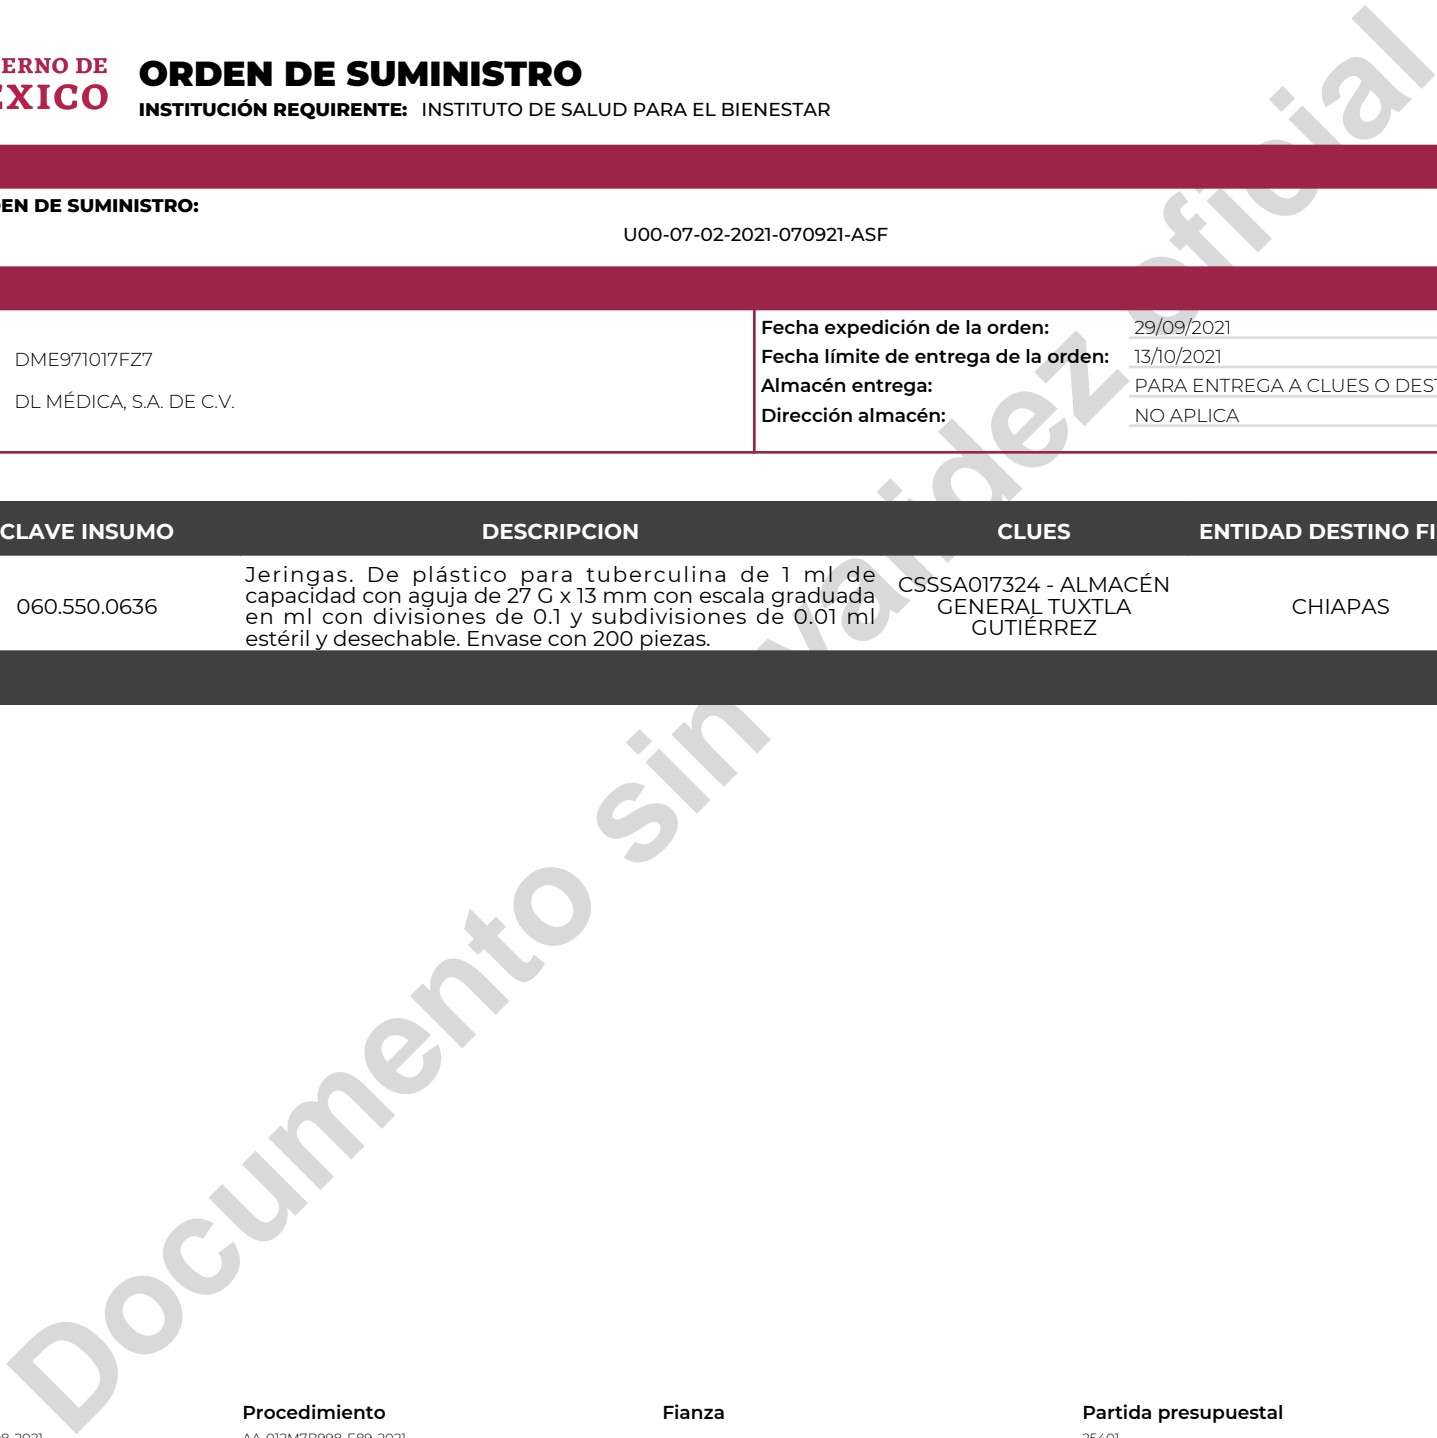 ERNO DE
ÉXICO
ORDEN DE SUMINISTRO
INSTITUCIÓN REQUIRENTE: INSTITUTO DE SALUD PARA EL BIENESTAR
EN DE SUMINISTRO:
U00-07-02-2021-070921-ASF
DME971017FZ7
DL MÉDICA, S.A. DE C.V.
Fecha expedición de la orden: 29/09/2021
Fecha límite de entrega de la orden: 13/10/2021
Almacén entrega: PARA ENTREGA A CLUES O DEST
Dirección almacén: NO APLICA
CLAVE INSUMO DESCRIPCION CLUES ENTIDAD DESTINO FI
060.550.0636
Jeringas. De plástico para tuberculina de 1 ml de
capacidad con aguja de 27 G x 13 mm con escala graduada
en ml con divisiones de 0.1 y subdivisiones de 0.01 ml
estéril y desechable. Envase con 200 piezas.
CSSSA017324 - ALMACÉN
GENERAL TUXTLA
GUTIÉRREZ
CHIAPAS
Documento sin validez oficial
Procedimiento Fianza Partida presupuestal